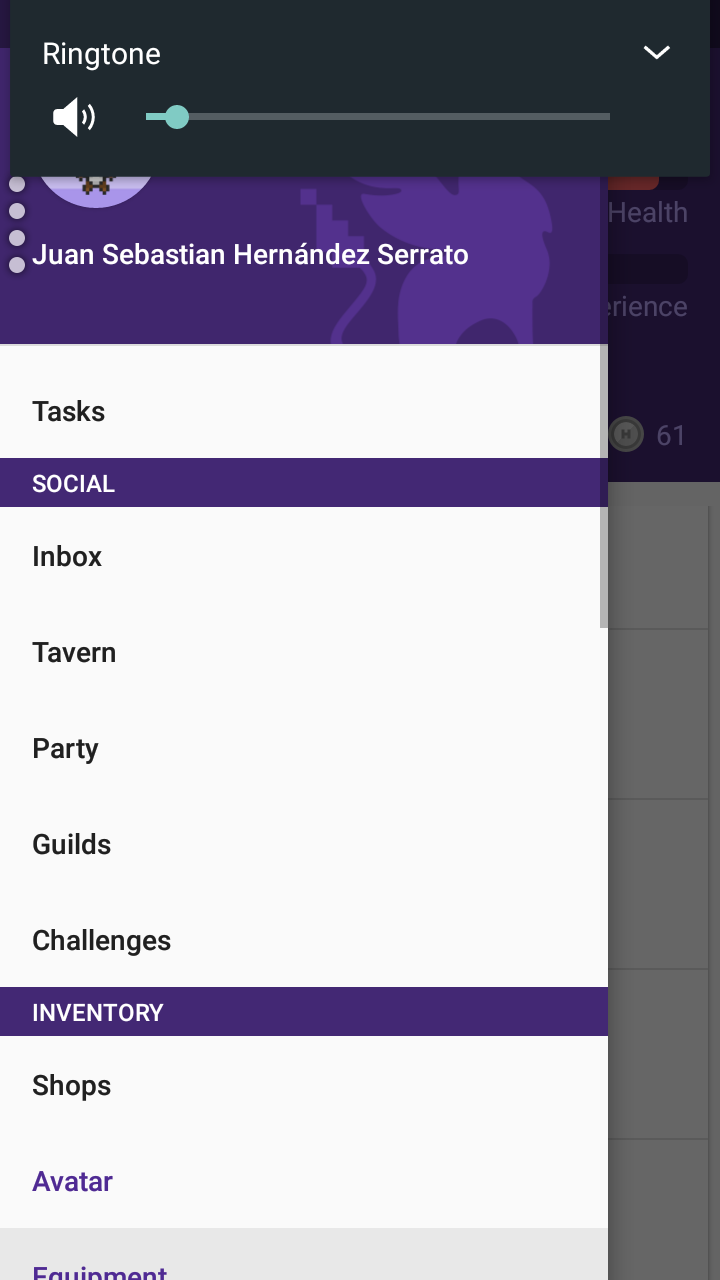 Ringtone
Health
erience
Juan Sebastian Hernández Serrato
61
Tasks
SOCIAL
Inbox
Tavern
Party
Guilds
Challenges
INVENTORY
Shops
Avatar
Equipment